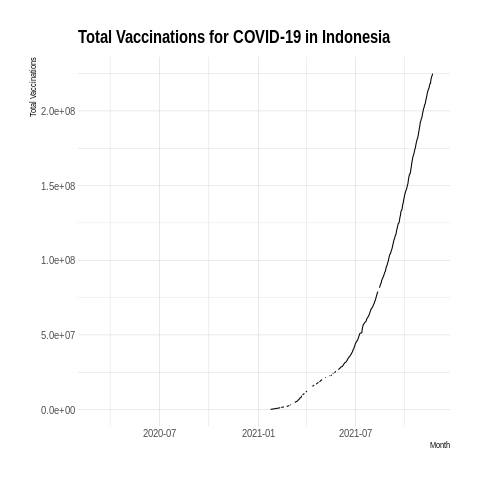 Total Vaccinations for COVID-19 in Indonesia
Total Vaccinations
2.0e+08
1.5e+08
1.0e+08
5.0e+07
0.0e+00
2020-07
2021-01
2021-07
Month